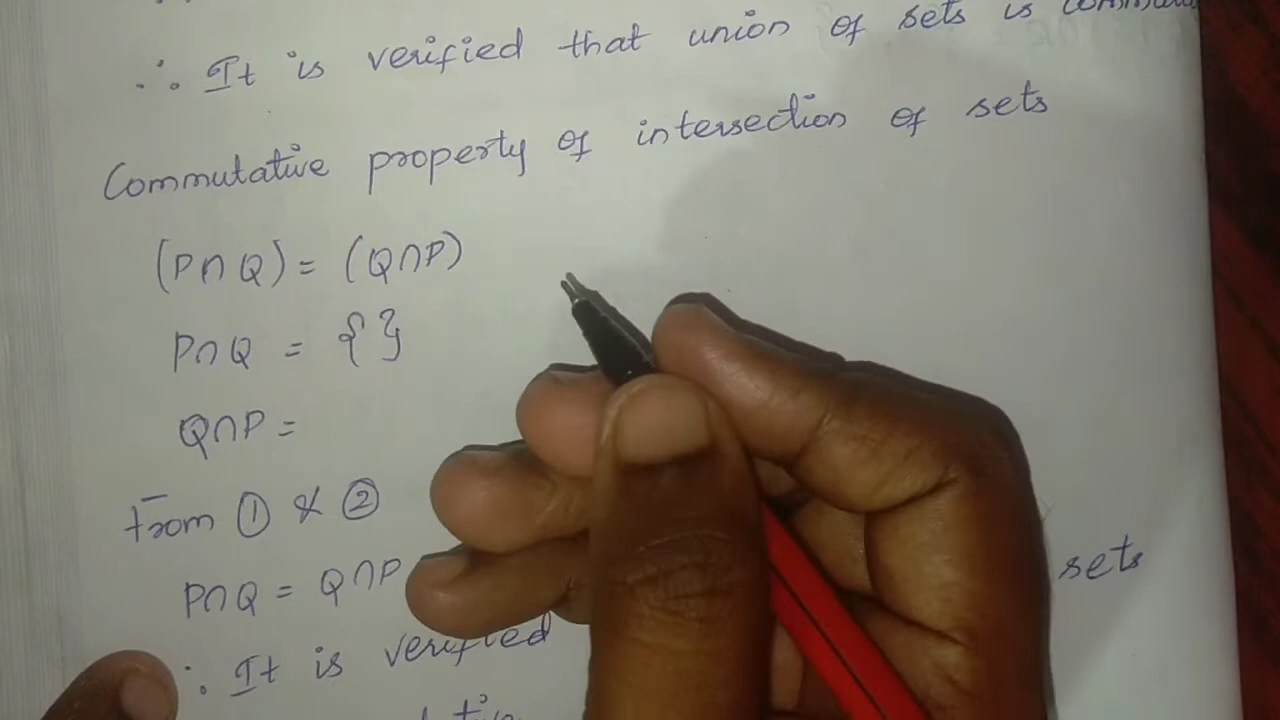 ∴ It is verified that union of sets is
Commutative property of intersection of sets
(P∩Q) = (Q∩P)
P∩Q = { }
Q∩P =
From ① & ②
P∩Q = Q∩P
∴ It is verified sets